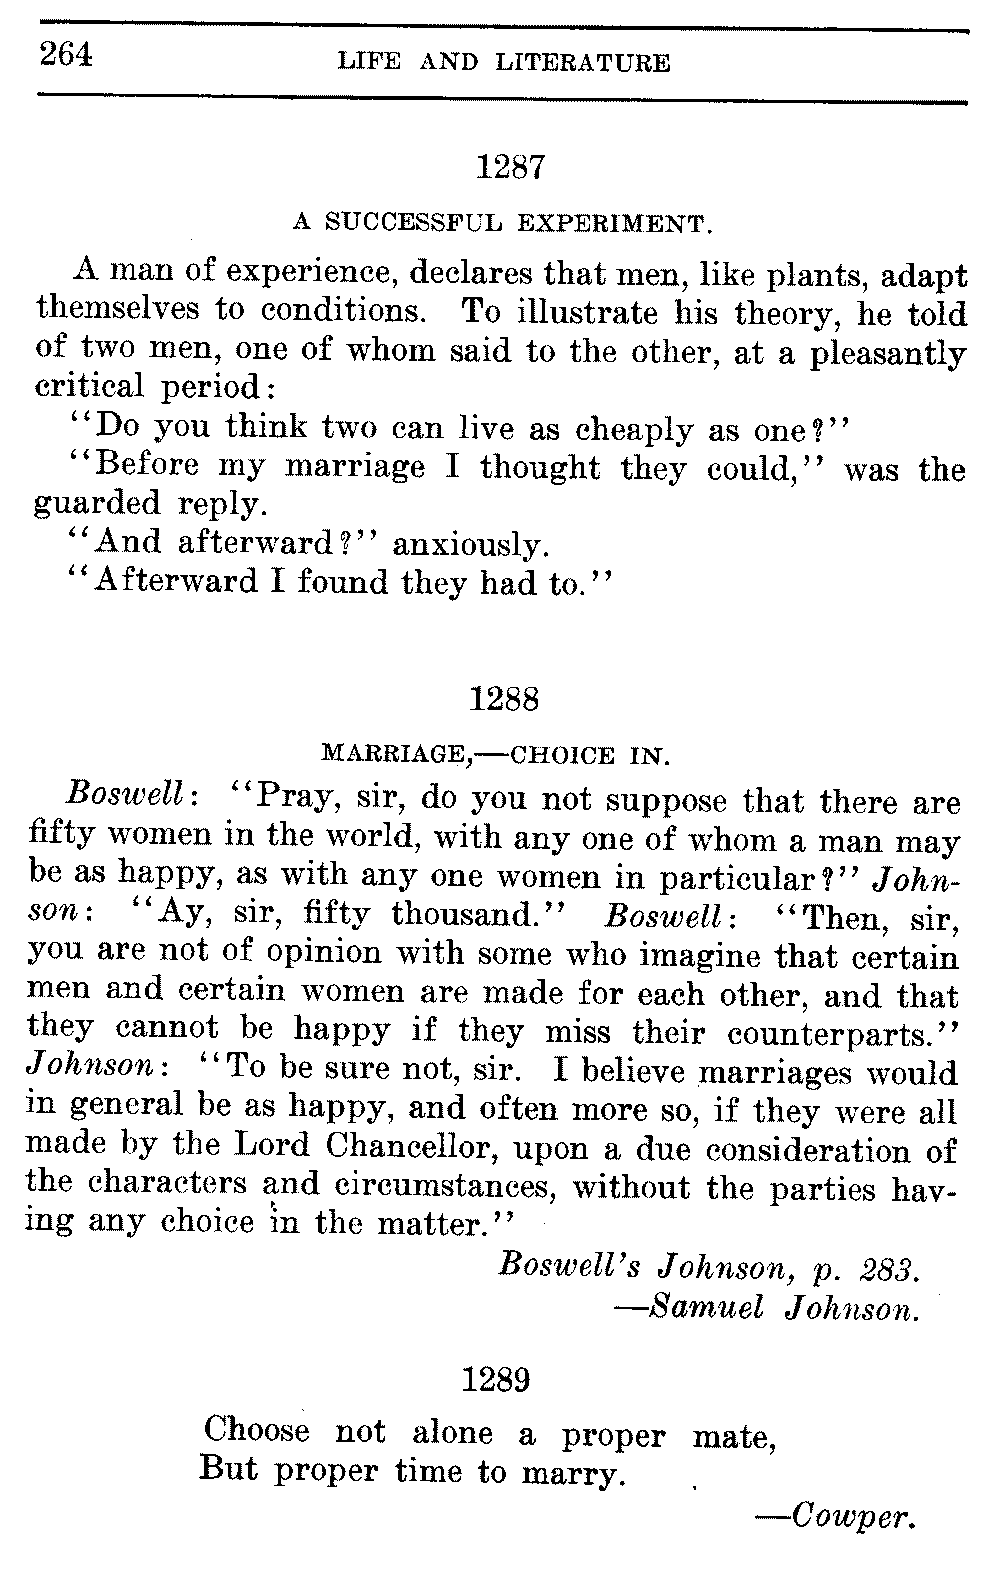 264 LIFE AND LITERATURE
1287
A SUCCESSFUL EXPERIMENT.
A man of experience, declares that men, like plants, adapt
themselves to conditions. To illustrate his theory, he told
of two men, one of whom said to the other, at a pleasantly
critical period:
“Do you think two can live as cheaply as one?”
“Before my marriage I thought they could,” was the
guarded reply.
“And afterward?” anxiously.
“Afterward I found they had to.”
1288
MARRIAGE,—CHOICE IN.
Boswell: “Pray, sir, do you not suppose that there are
fifty women in the world, with any one of whom a man may
be as happy, as with any one women in particular?” John-
son: “Ay, sir, fifty thousand.” Boswell: “Then, sir,
you are not of opinion with some who imagine that certain
men and certain women are made for each other, and that
they cannot be happy if they miss their counterparts.”
Johnson: “To be sure not, sir. I believe marriages would
in general be as happy, and often more so, if they were all
made by the Lord Chancellor, upon a due consideration of
the characters and circumstances, without the parties hav-
ing any choice in the matter.”
Boswell’s Johnson, p. 283.
—Samuel Johnson.
1289
Choose not alone a proper mate,
But proper time to marry.
—Cowper.